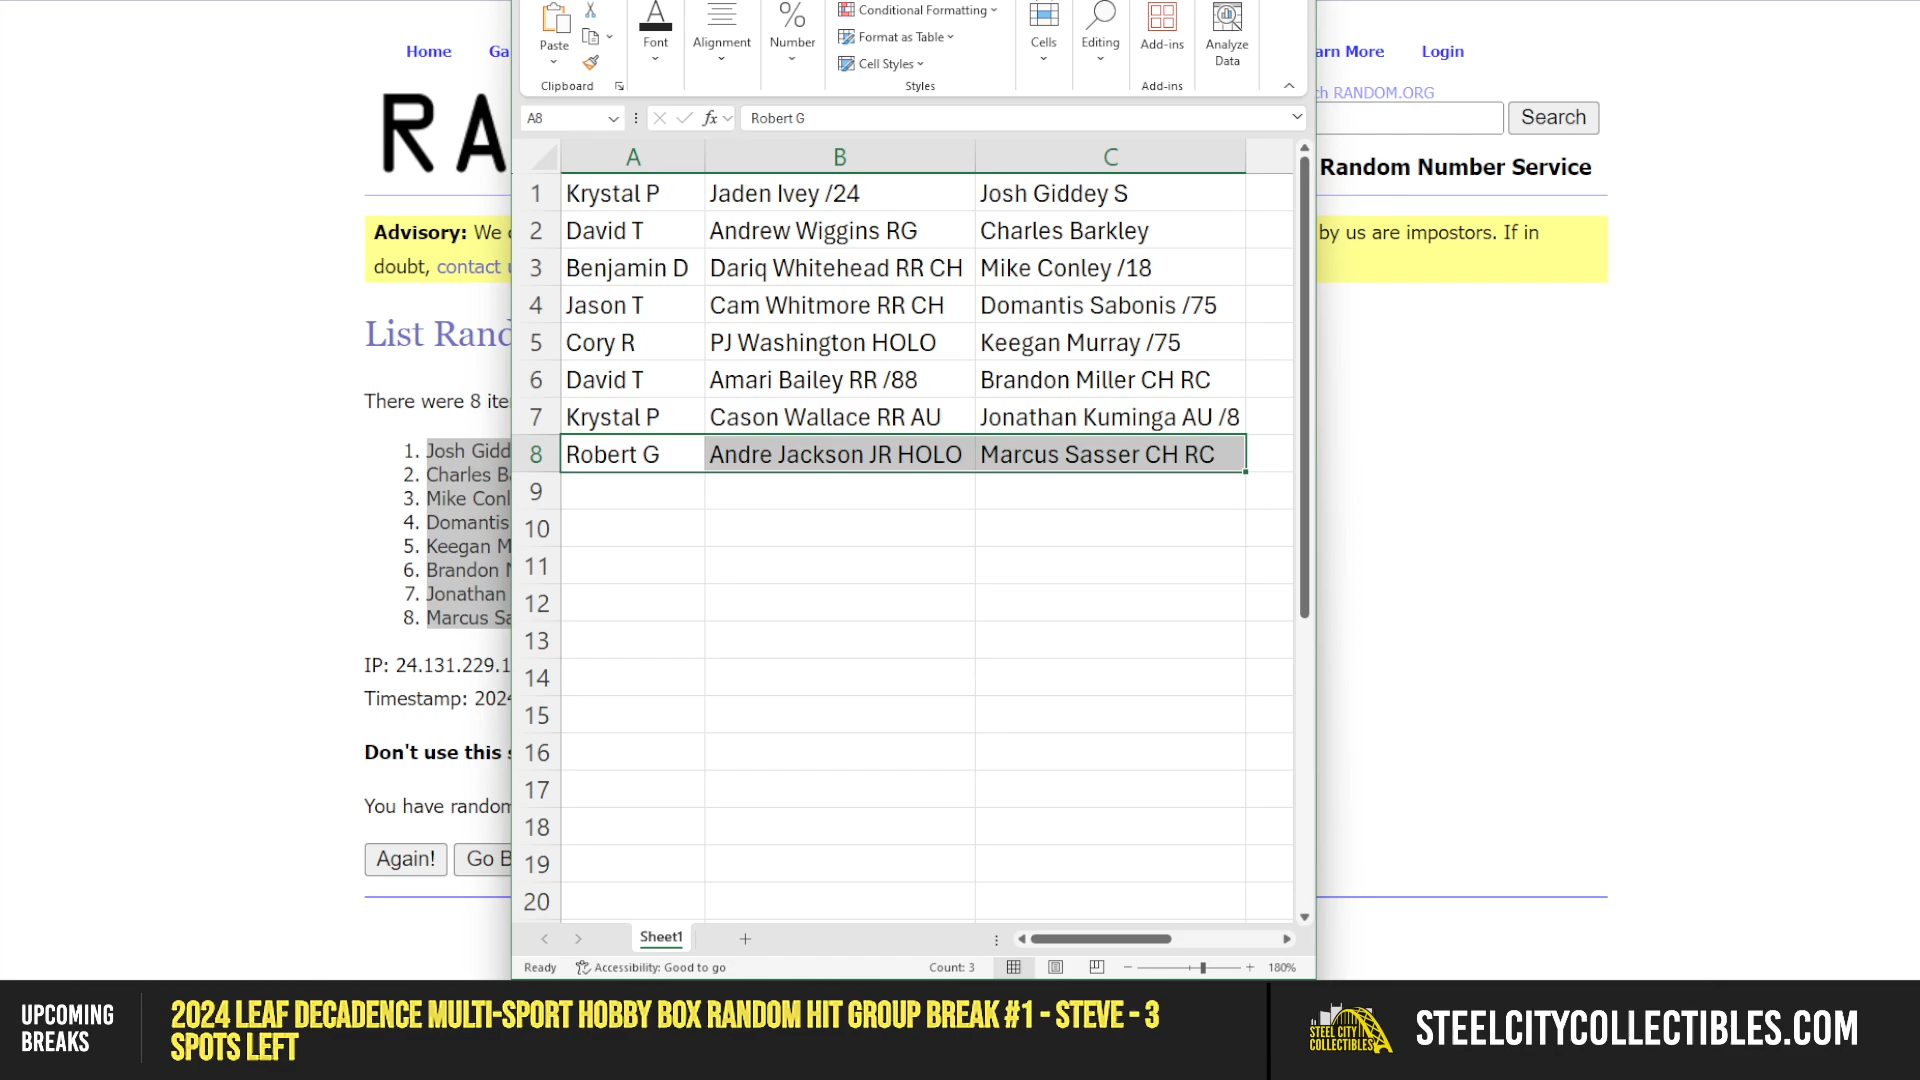 Home
Ga
arn More
Login
Paste
Font
Alignment
Number
Conditional Formatting
Format as Table
Cell Styles
Cells
Editing
Add-ins
Analyze
Data
Clipboard
Styles
Add-ins
ch RANDOM.ORG
RA
A8
fx
Robert G
Search
Random Number Service
A B C
1 Krystal P Jaden Ivey /24 Josh Giddey S
2 David T Andrew Wiggins RG Charles Barkley
3 Benjamin D Dariq Whitehead RR CH Mike Conley /18
4 Jason T Cam Whitmore RR CH Domantis Sabonis /75
5 Cory R PJ Washington HOLO Keegan Murray /75
6 David T Amari Bailey RR /88 Brandon Miller CH RC
7 Krystal P Cason Wallace RR AU Jonathan Kuminga AU /8
8 Robert G Andre Jackson JR HOLO Marcus Sasser CH RC
9
10
11
12
13
14
15
16
17
18
19
20
Advisory: We
by us are impostors. If in
doubt, contact
List Rand
There were 8 ite
1. Josh Gidd
2. Charles B
3. Mike Conl
4. Domantis
5. Keegan M
6. Brandon
7. Jonathan
8. Marcus Sa
IP: 24.131.229.1
Timestamp: 2024
Don't use this
You have random
Again!
Go B
Sheet1
Ready
Accessibility: Good to go
Count: 3
180%
UPCOMING
BREAKS
2024 LEAF DECADENCE MULTI-SPORT HOBBY BOX RANDOM HIT GROUP BREAK #1 - STEVE - 3
SPOTS LEFT
STEEL CITY
COLLECTIBLES
STEELCITYCOLLECTIBLES.COM